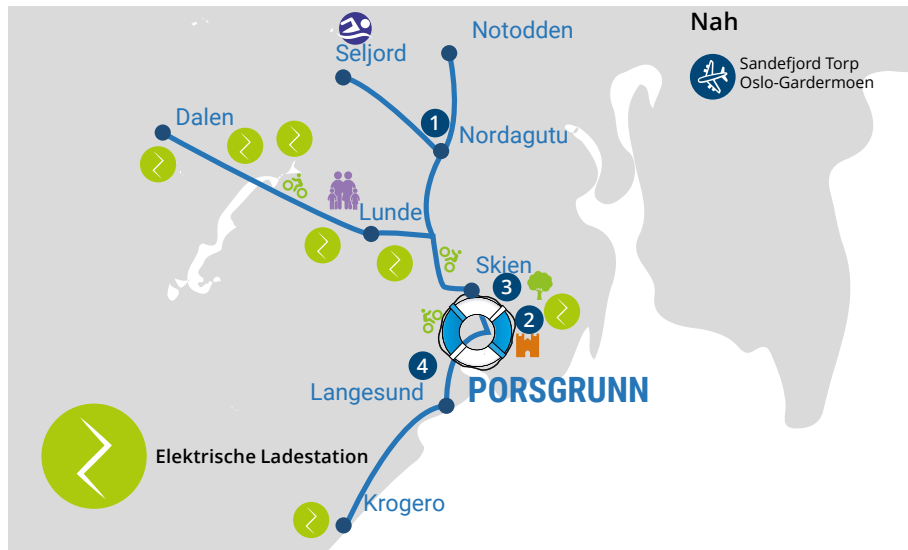 Nah
Sandefjord Torp
Oslo-Gardermoen
Notodden
Seljord
Dalen
1
Nordagutu
Lunde
Skien
3
2
4
Langesund
PORSGRUNN
Elektrische Ladestation
Krogero